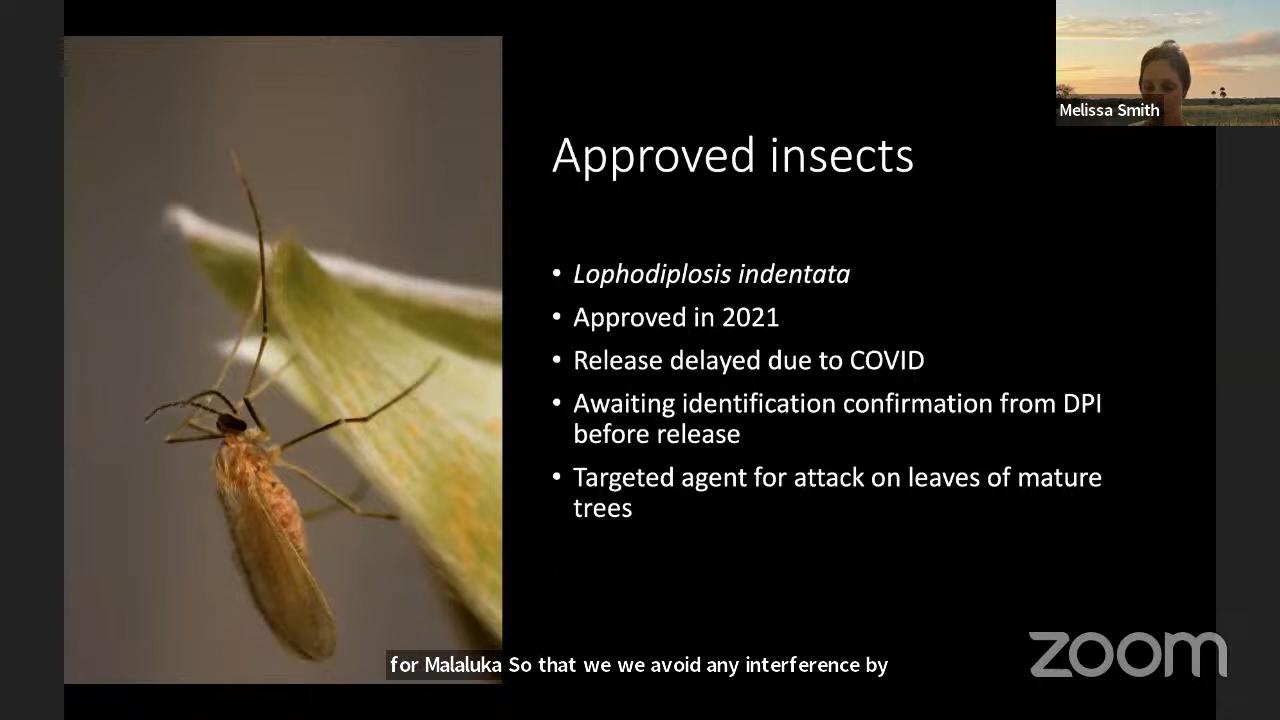 Melissa Smith
Approved insects
• Lophodiplosis indentata
• Approved in 2021
• Release delayed due to COVID
• Awaiting identification confirmation from DPI
before release
• Targeted agent for attack on leaves of mature
trees
for Malaluka So that we we avoid any interference by
zoom